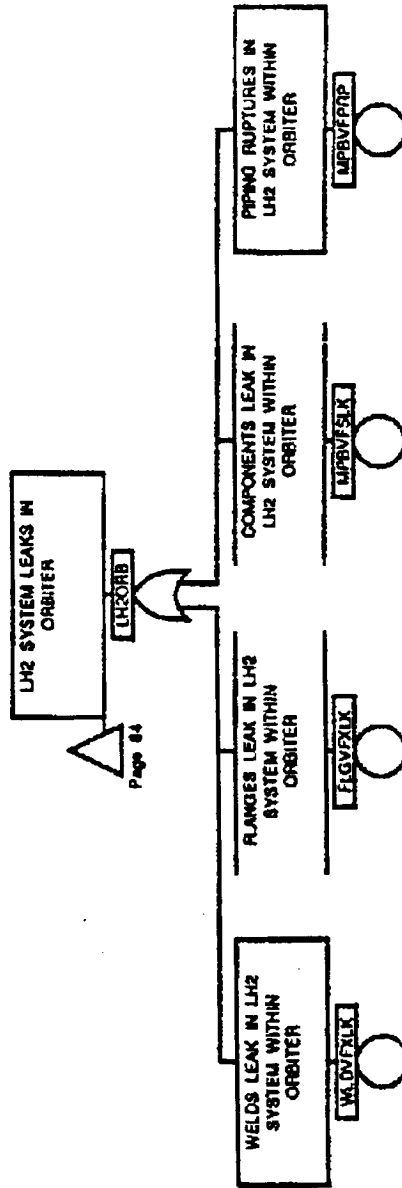 LH2 SYSTEM LEAKS IN
ORBITER
LH2ORB
Page 84
WELDS LEAK IN LH2
SYSTEM WITHIN
ORBITER
WLDVFXLK
FLANGES LEAK IN LH2
SYSTEM WITHIN
ORBITER
FLGVFXLK
COMPONENTS LEAK IN
LH2 SYSTEM WITHIN
ORBITER
MPBVFSLK
PIPING RUPTURES IN
LH2 SYSTEM WITHIN
ORBITER